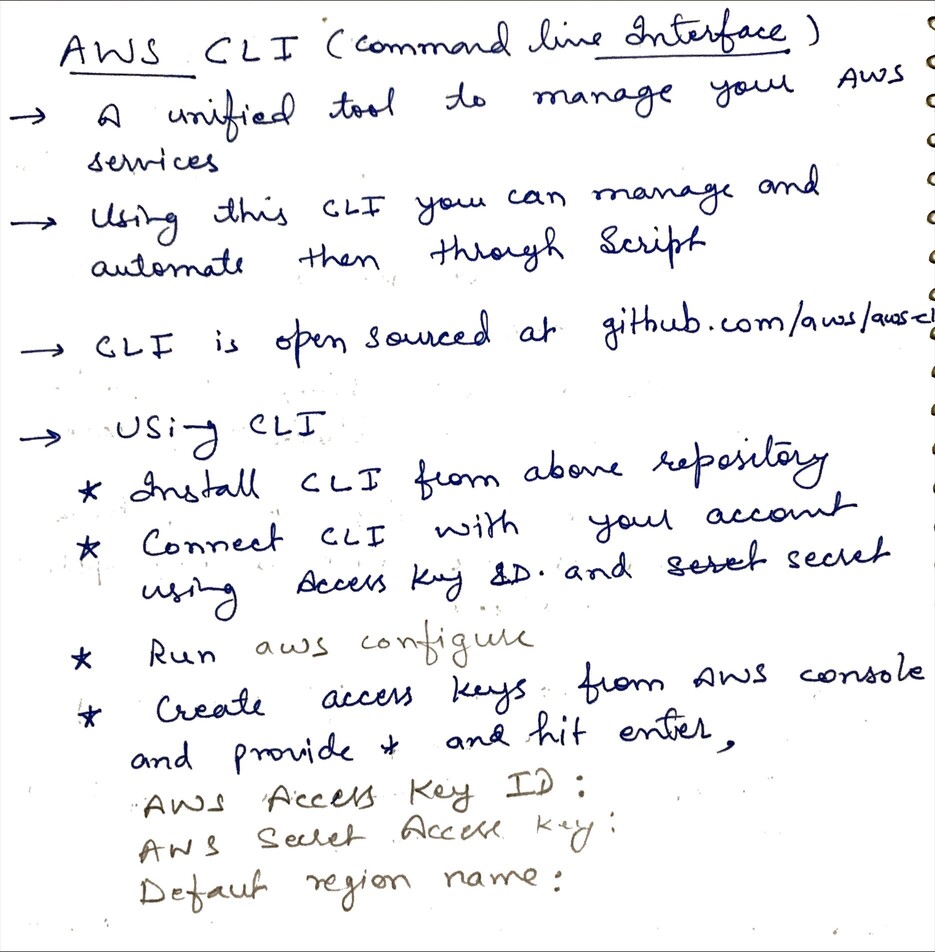 AWS CLI (Command line Interface)
→ A unified tool to manage your AWS
services
→ Using this CLI you can manage and
automate then through Script
→ CLI is open sourced at github.com/aws/aws-cl
→ Using CLI
* Install CLI from above repository
* Connect CLI with your account
using Access Key ID. and seret secret
* Run aws configure
* Create access keys from AWS console
and provide * and hit enter,
AWS Access Key ID :
AWS Secret Access Key :
Defaut region name :